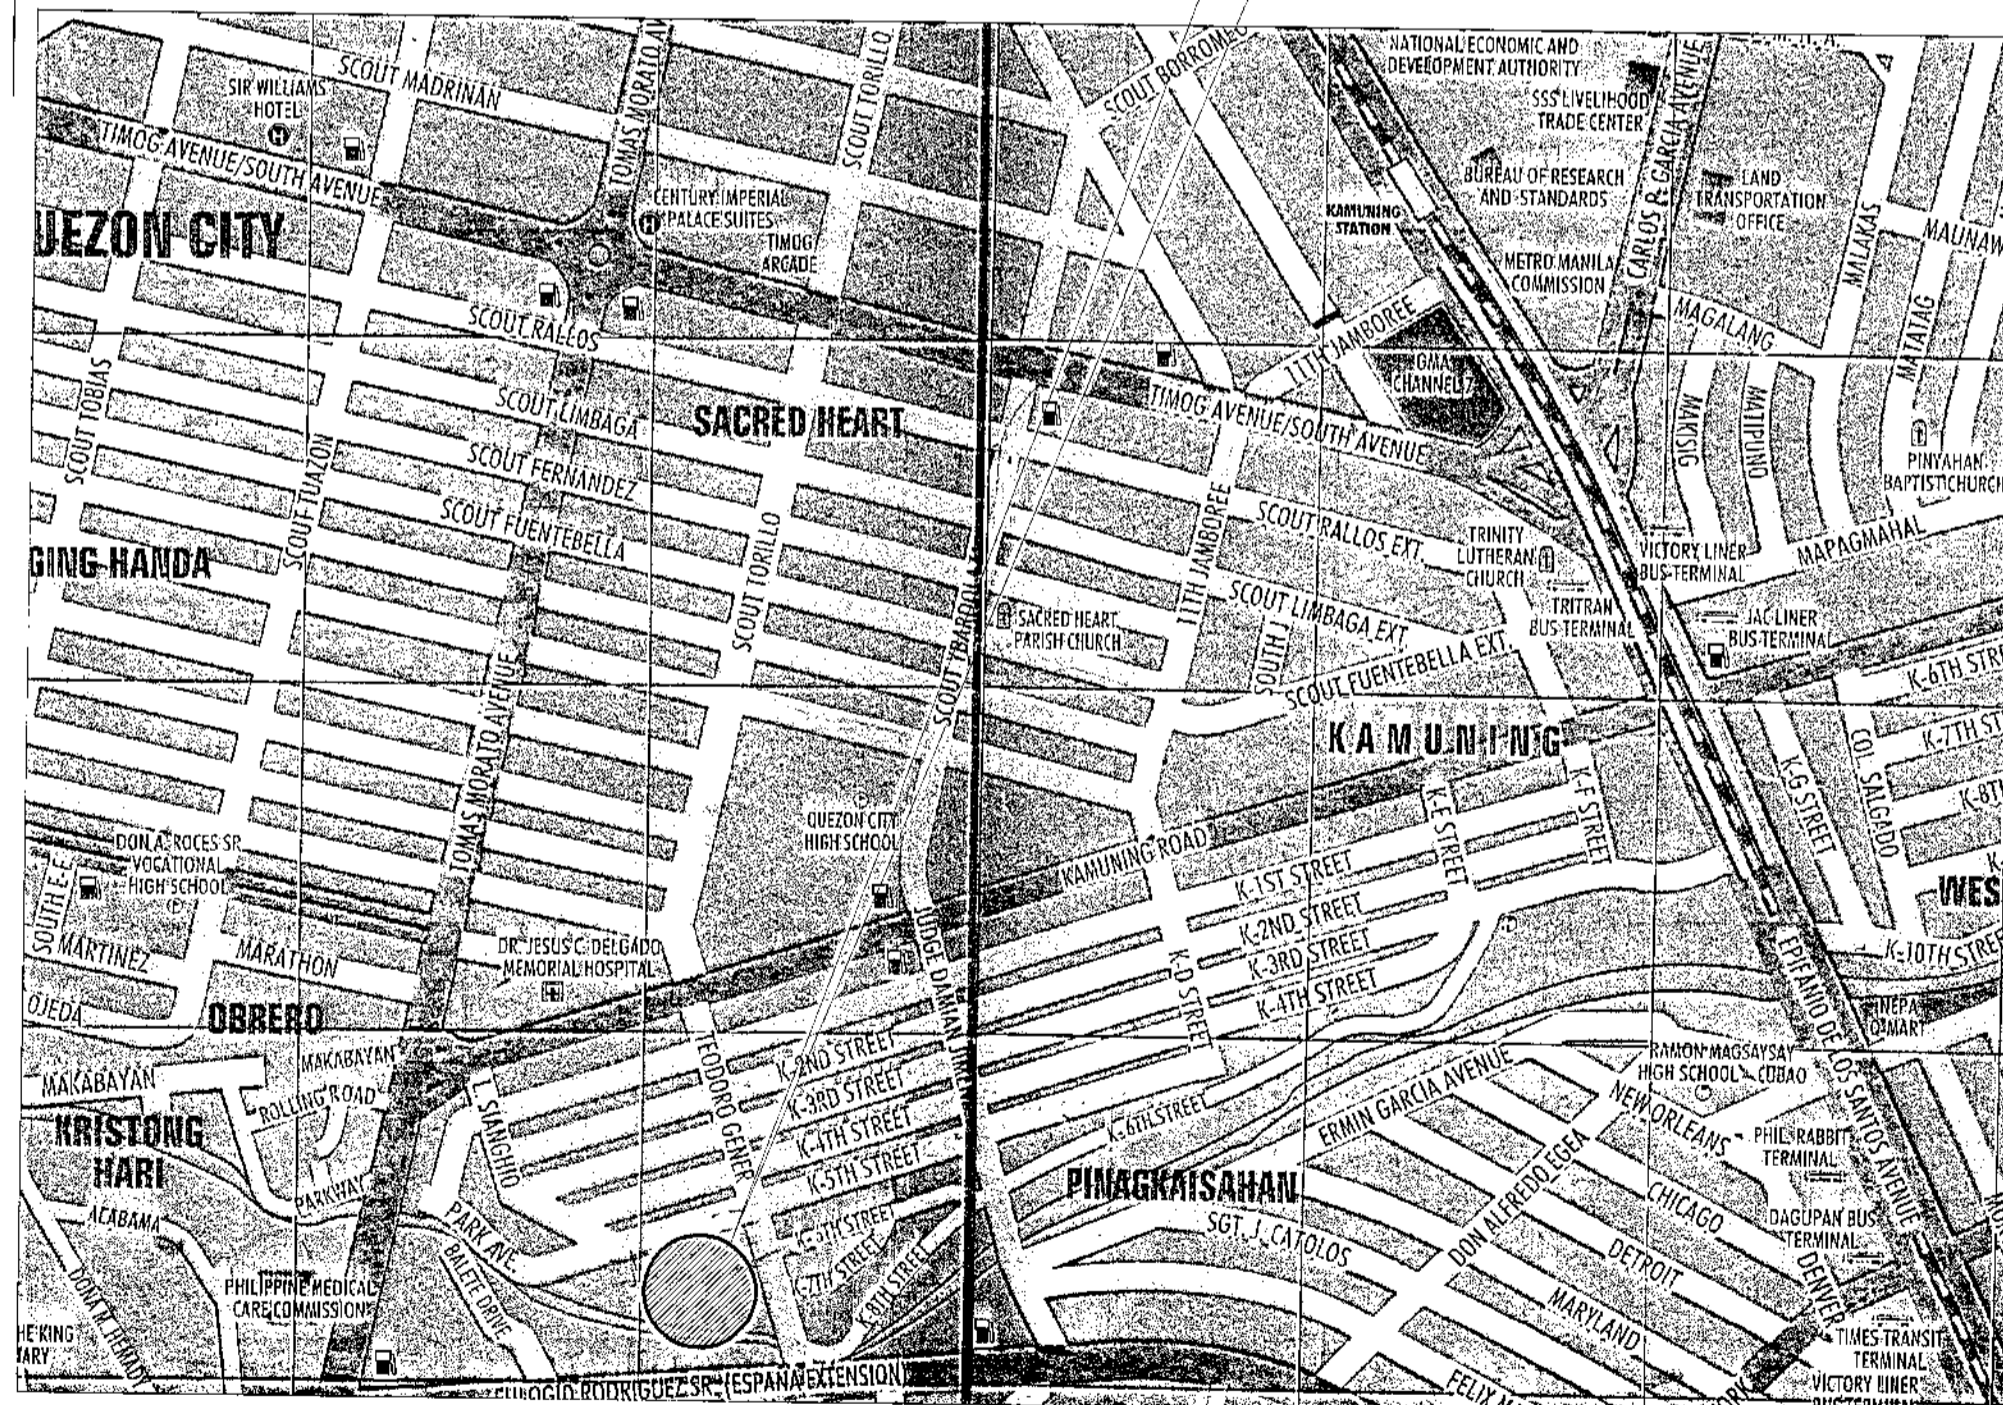 SCOUT MADRIÑAN
SIR WILLIAMS
HOTEL
TIMOG AVENUE/SOUTH AVENUE
TOMAS MORATO AV
SCOUT TORILLO
SCOUT BORROMEO
NATIONAL ECONOMIC AND
DEVELOPMENT AUTHORITY
SSS LIVELIHOOD
TRADE CENTER
CARLOS P. GARCIA AVENUE
BUREAU OF RESEARCH
AND STANDARDS
LAND
TRANSPORTATION
OFFICE
KAMUNING
STATION
METRO MANILA
COMMISSION
MALAKAS
MAUNAW
UEZON CITY
CENTURY IMPERIAL
PALACE SUITES
TIMOG
ARCADE
SCOUT RALLOS
SCOUT LIMBAGA
SCOUT FERNANDEZ
SCOUT FUENTEBELLA
SACRED HEART
11TH JAMBOREE
GMA
CHANNEL 7
MAGALANG
MATATAG
MAKISIG
MATIPUNO
TIMOG AVENUE/SOUTH AVENUE
PINYAHAN
BAPTIST CHURCH
SCOUT TOBIAS
SCOUT TUAZON
GING HANDA
SCOUT TORILLO
11TH JAMBOREE
SCOUT RALLOS EXT.
SCOUT LIMBAGA EXT.
SCOUT FUENTEBELLA EXT.
SOUTH J
TRINITY
LUTHERAN
CHURCH
TRITRAN
BUS TERMINAL
VICTORY LINER
BUS TERMINAL
MAPAGMAHAL
JAC LINER
BUS TERMINAL
SACRED HEART
PARISH CHURCH
TOMAS MORATO AVENUE
KAMUNING
K-6TH STRE
K-7TH ST
K-8TH
COL. SALGADO
K-G STREET
K-F STREET
K-E STREET
QUEZON CITY
HIGH SCHOOL
DON A. ROCES SR
VOCATIONAL
HIGH SCHOOL
SOUTH E-E
MARTINEZ
MARATHON
OJEDA
OBRERO
DR. JESUS C. DELGADO
MEMORIAL HOSPITAL
KAMUNING ROAD
K-1ST STREET
K-2ND STREET
K-3RD STREET
K-4TH STREET
K-D STREET
WES
K-10TH STREE
NEPA
Q-MART
EPIFANIO DE LOS SANTOS AVENUE
MAKABAYAN
MAKABAYAN
ROLLING ROAD
KRISTONG
HARI
PARKWAY
ACABAMA
L. SIANGHIO
TEODORO GENER
K-2ND STREET
K-3RD STREET
K-4TH STREET
K-5TH STREET
K-6TH STREET
K-7TH STREET
K-8TH STREET
K-6TH STREET
ERMIN GARCIA AVENUE
RAMON MAGSAYSAY
HIGH SCHOOL - CUBAO
NEW ORLEANS
PHIL. RABBIT
TERMINAL
PINAGKAISAHAN
DON ALFREDO EGEA
CHICAGO
SGT. J. CATOLOS
DETROIT
DAGUPAN BUS
TERMINAL
DENVER
MARYLAND
PARK AVE.
BALETE DRIVE
PHILIPPINE MEDICAL
CARE COMMISSION
HE KING
TIMES TRANSIT
TERMINAL
VICTORY LINER
EULOGIO RODRIGUEZ SR. (ESPAÑA EXTENSION)